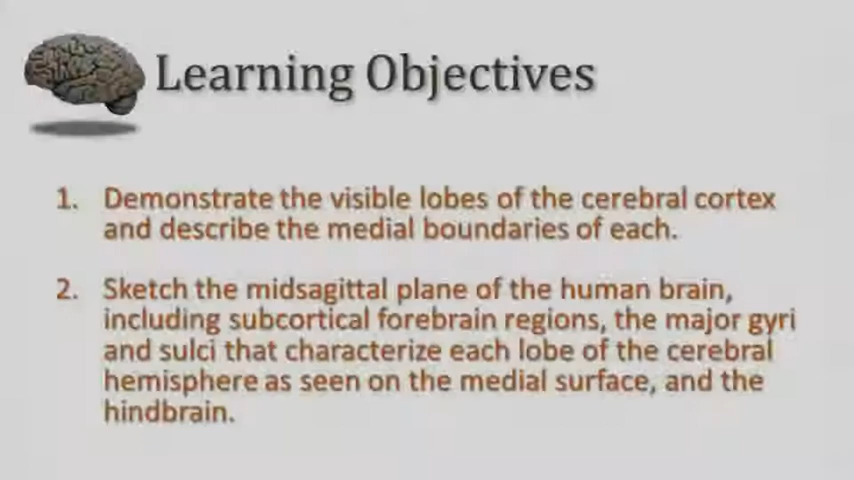 Learning Objectives
1. Demonstrate the visible lobes of the cerebral cortex
and describe the medial boundaries of each.
2. Sketch the midsagittal plane of the human brain,
including subcortical forebrain regions, the major gyri
and sulci that characterize each lobe of the cerebral
hemisphere as seen on the medial surface, and the
hindbrain.